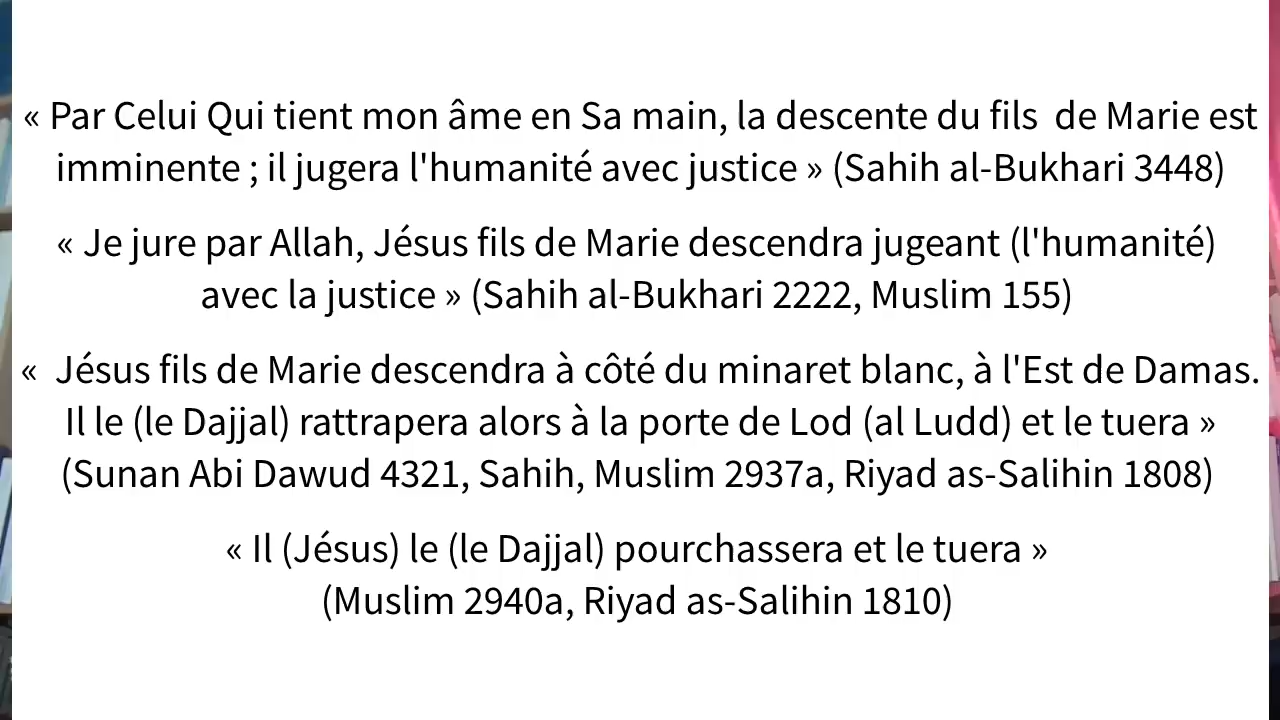 « Par Celui Qui tient mon âme en Sa main, la descente du fils  de Marie est
imminente ; il jugera l'humanité avec justice » (Sahih al-Bukhari 3448)
« Je jure par Allah, Jésus fils de Marie descendra jugeant (l'humanité)
avec la justice » (Sahih al-Bukhari 2222, Muslim 155)
«  Jésus fils de Marie descendra à côté du minaret blanc, à l'Est de Damas.
Il le (le Dajjal) rattrapera alors à la porte de Lod (al Ludd) et le tuera »
(Sunan Abi Dawud 4321, Sahih, Muslim 2937a, Riyad as-Salihin 1808)
« Il (Jésus) le (le Dajjal) pourchassera et le tuera »
(Muslim 2940a, Riyad as-Salihin 1810)